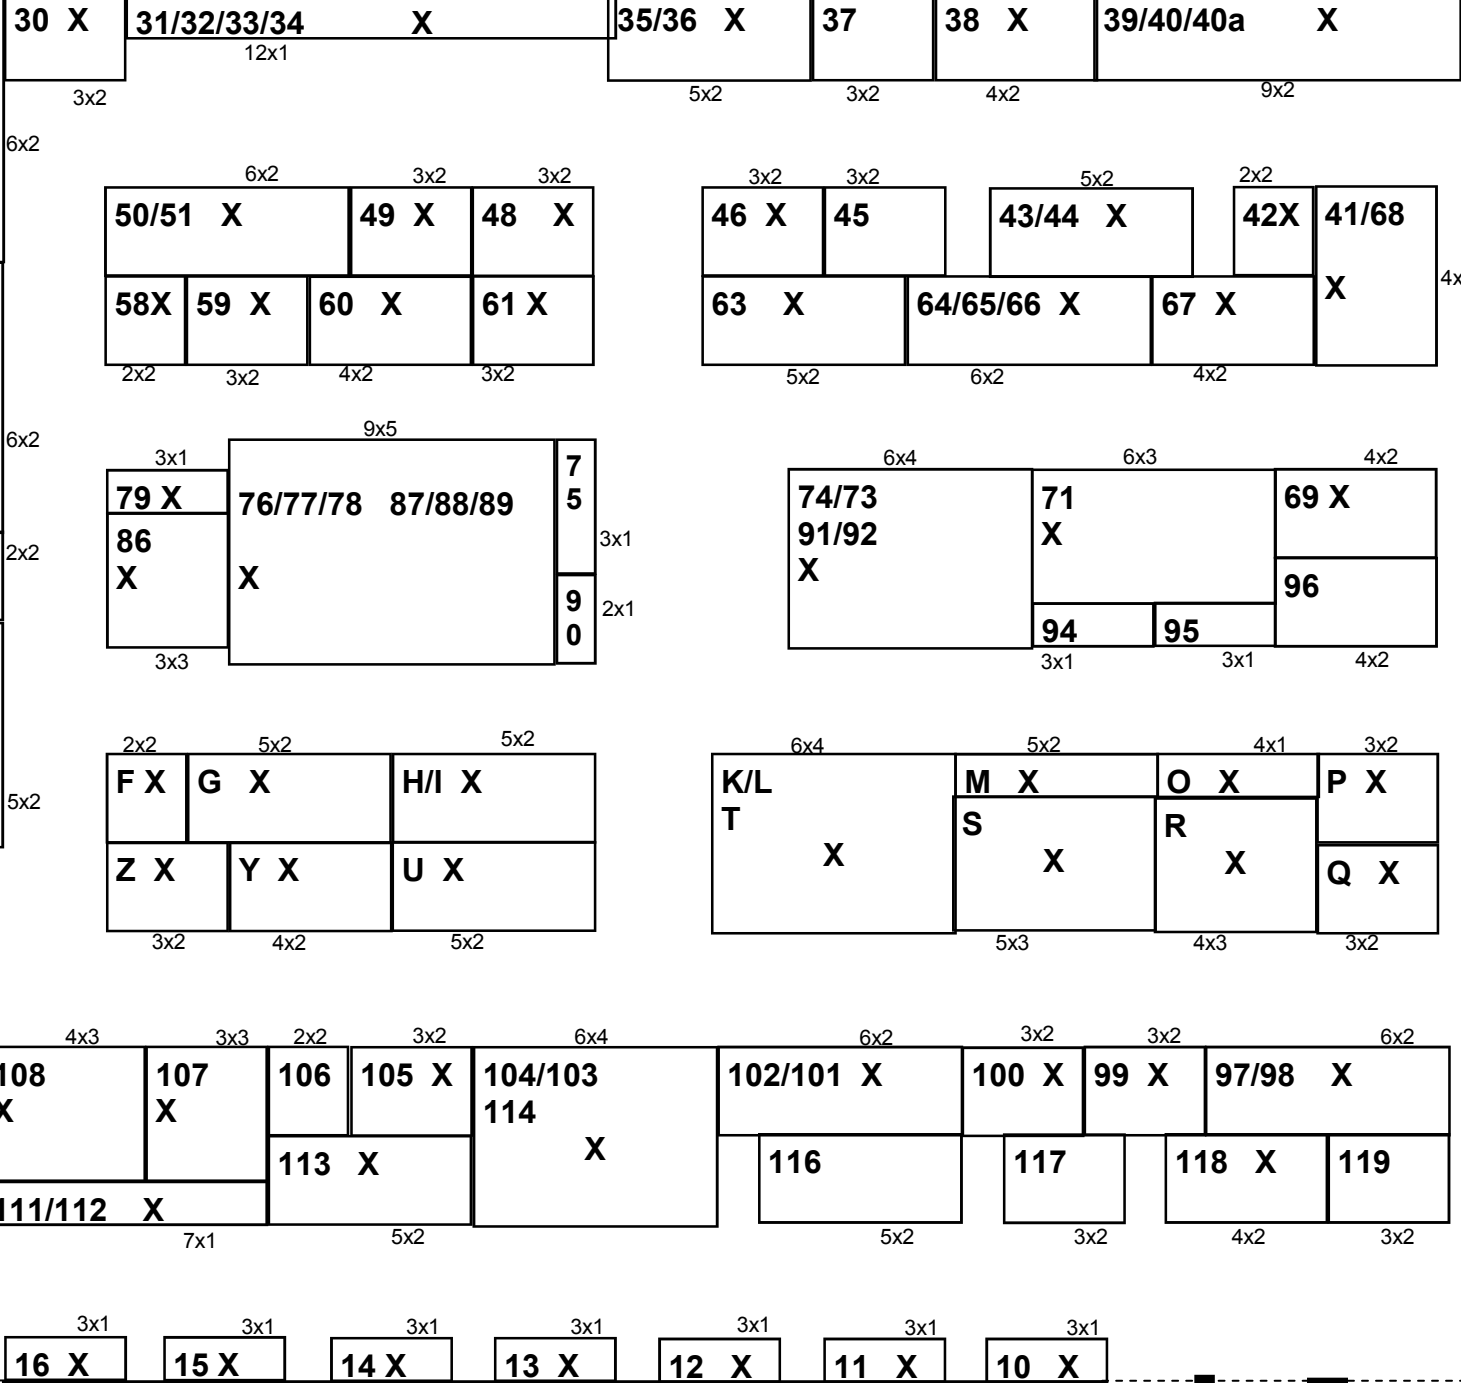 30 X
31/32/33/34 X
35/36 X
37
38 X
39/40/40a X
12x1
3x2
5x2
3x2
4x2
9x2
6x2
6x2
3x2
3x2
3x2
3x2
5x2
2x2
50/51 X
49 X
48 X
46 X
45
43/44 X
42X
41/68
X
4x
58X
59 X
60 X
61 X
63 X
64/65/66 X
67 X
2x2
3x2
4x2
3x2
5x2
6x2
4x2
6x2
3x1
9x5
6x4
6x3
4x2
79 X
86
X
76/77/78 87/88/89
X
7
5
3x1
9
0
2x1
74/73
91/92
X
71
X
69 X
96
94
95
2x2
3x3
3x1
3x1
4x2
2x2
5x2
5x2
6x4
5x2
4x1
3x2
F X
G X
H/I X
K/L
T
X
M X
O X
P X
5x2
Z X
Y X
U X
S
X
R
X
Q X
3x2
4x2
5x2
5x3
4x3
3x2
4x3
3x3
2x2
3x2
6x4
6x2
3x2
3x2
6x2
108
X
107
X
106
105 X
104/103
114
X
102/101 X
100 X
99 X
97/98 X
111/112 X
113 X
116
117
118 X
119
7x1
5x2
5x2
3x2
4x2
3x2
3x1
3x1
3x1
3x1
3x1
3x1
3x1
16 X
15 X
14 X
13 X
12 X
11 X
10 X